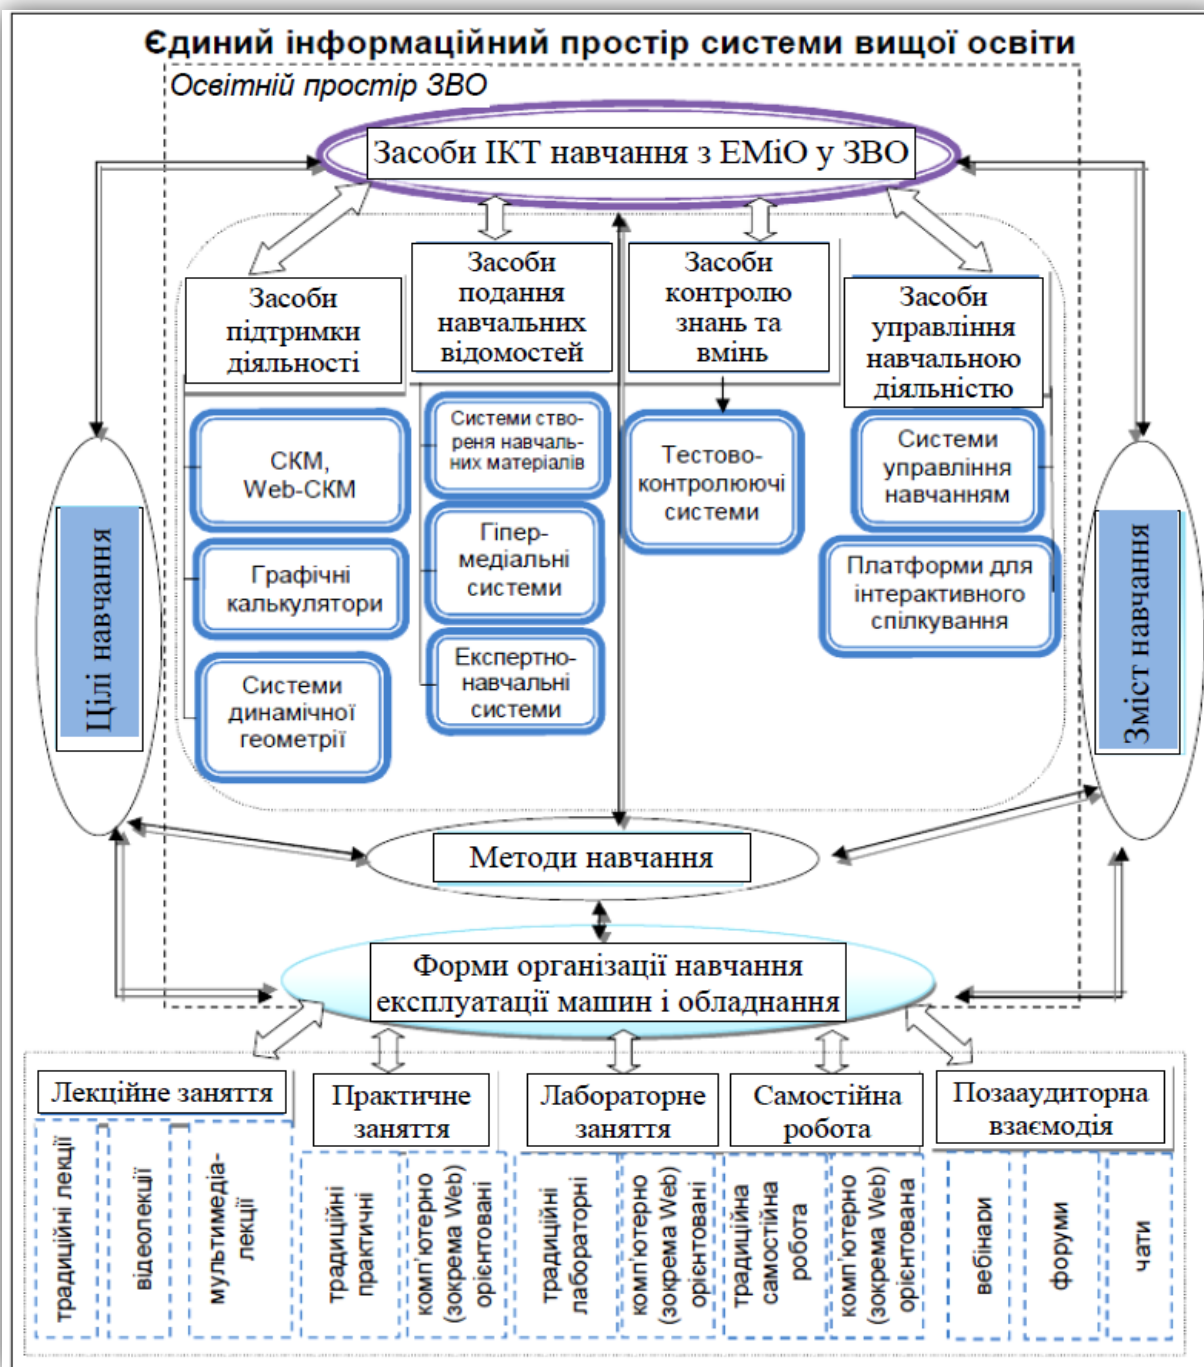 Єдиний інформаційний простір системи вищої освіти
Освітній простір ЗВО
Засоби ІКТ навчання з ЕМіО у ЗВО
Засоби
підтримки
діяльності
Засоби
подання
навчальних
відомостей
Засоби
контролю
знань та
вмінь
Засоби
управління
навчальною
діяльністю
СКМ,
Web-СКМ
Графічні
калькулятори
Системи
динамічної
геометрії
Системи ство-
реня навчаль-
них матеріалів
Гіпер-
медіальні
системи
Експертно-
навчальні
системи
Тестово-
контролюючі
системи
Системи
управління
навчанням
Платформи для
інтерактивного
спілкування
Цілі навчання
Зміст навчання
Методи навчання
Форми організації навчання
експлуатації машин і обладнання
Лекційне заняття
традиційні лекції
відеолекції
мультимедіа-
лекції
Практичне
заняття
традиційні
практичні
комп'ютерно
(зокрема Web)
орієнтовані
Лабораторне
заняття
традиційні
лабораторні
комп'ютерно
(зокрема Web)
орієнтовані
Самостійна
робота
традиційна
самостійна
робота
комп'ютерно
(зокрема Web)
орієнтована
Позааудиторна
взаємодія
вебінари
форуми
чати